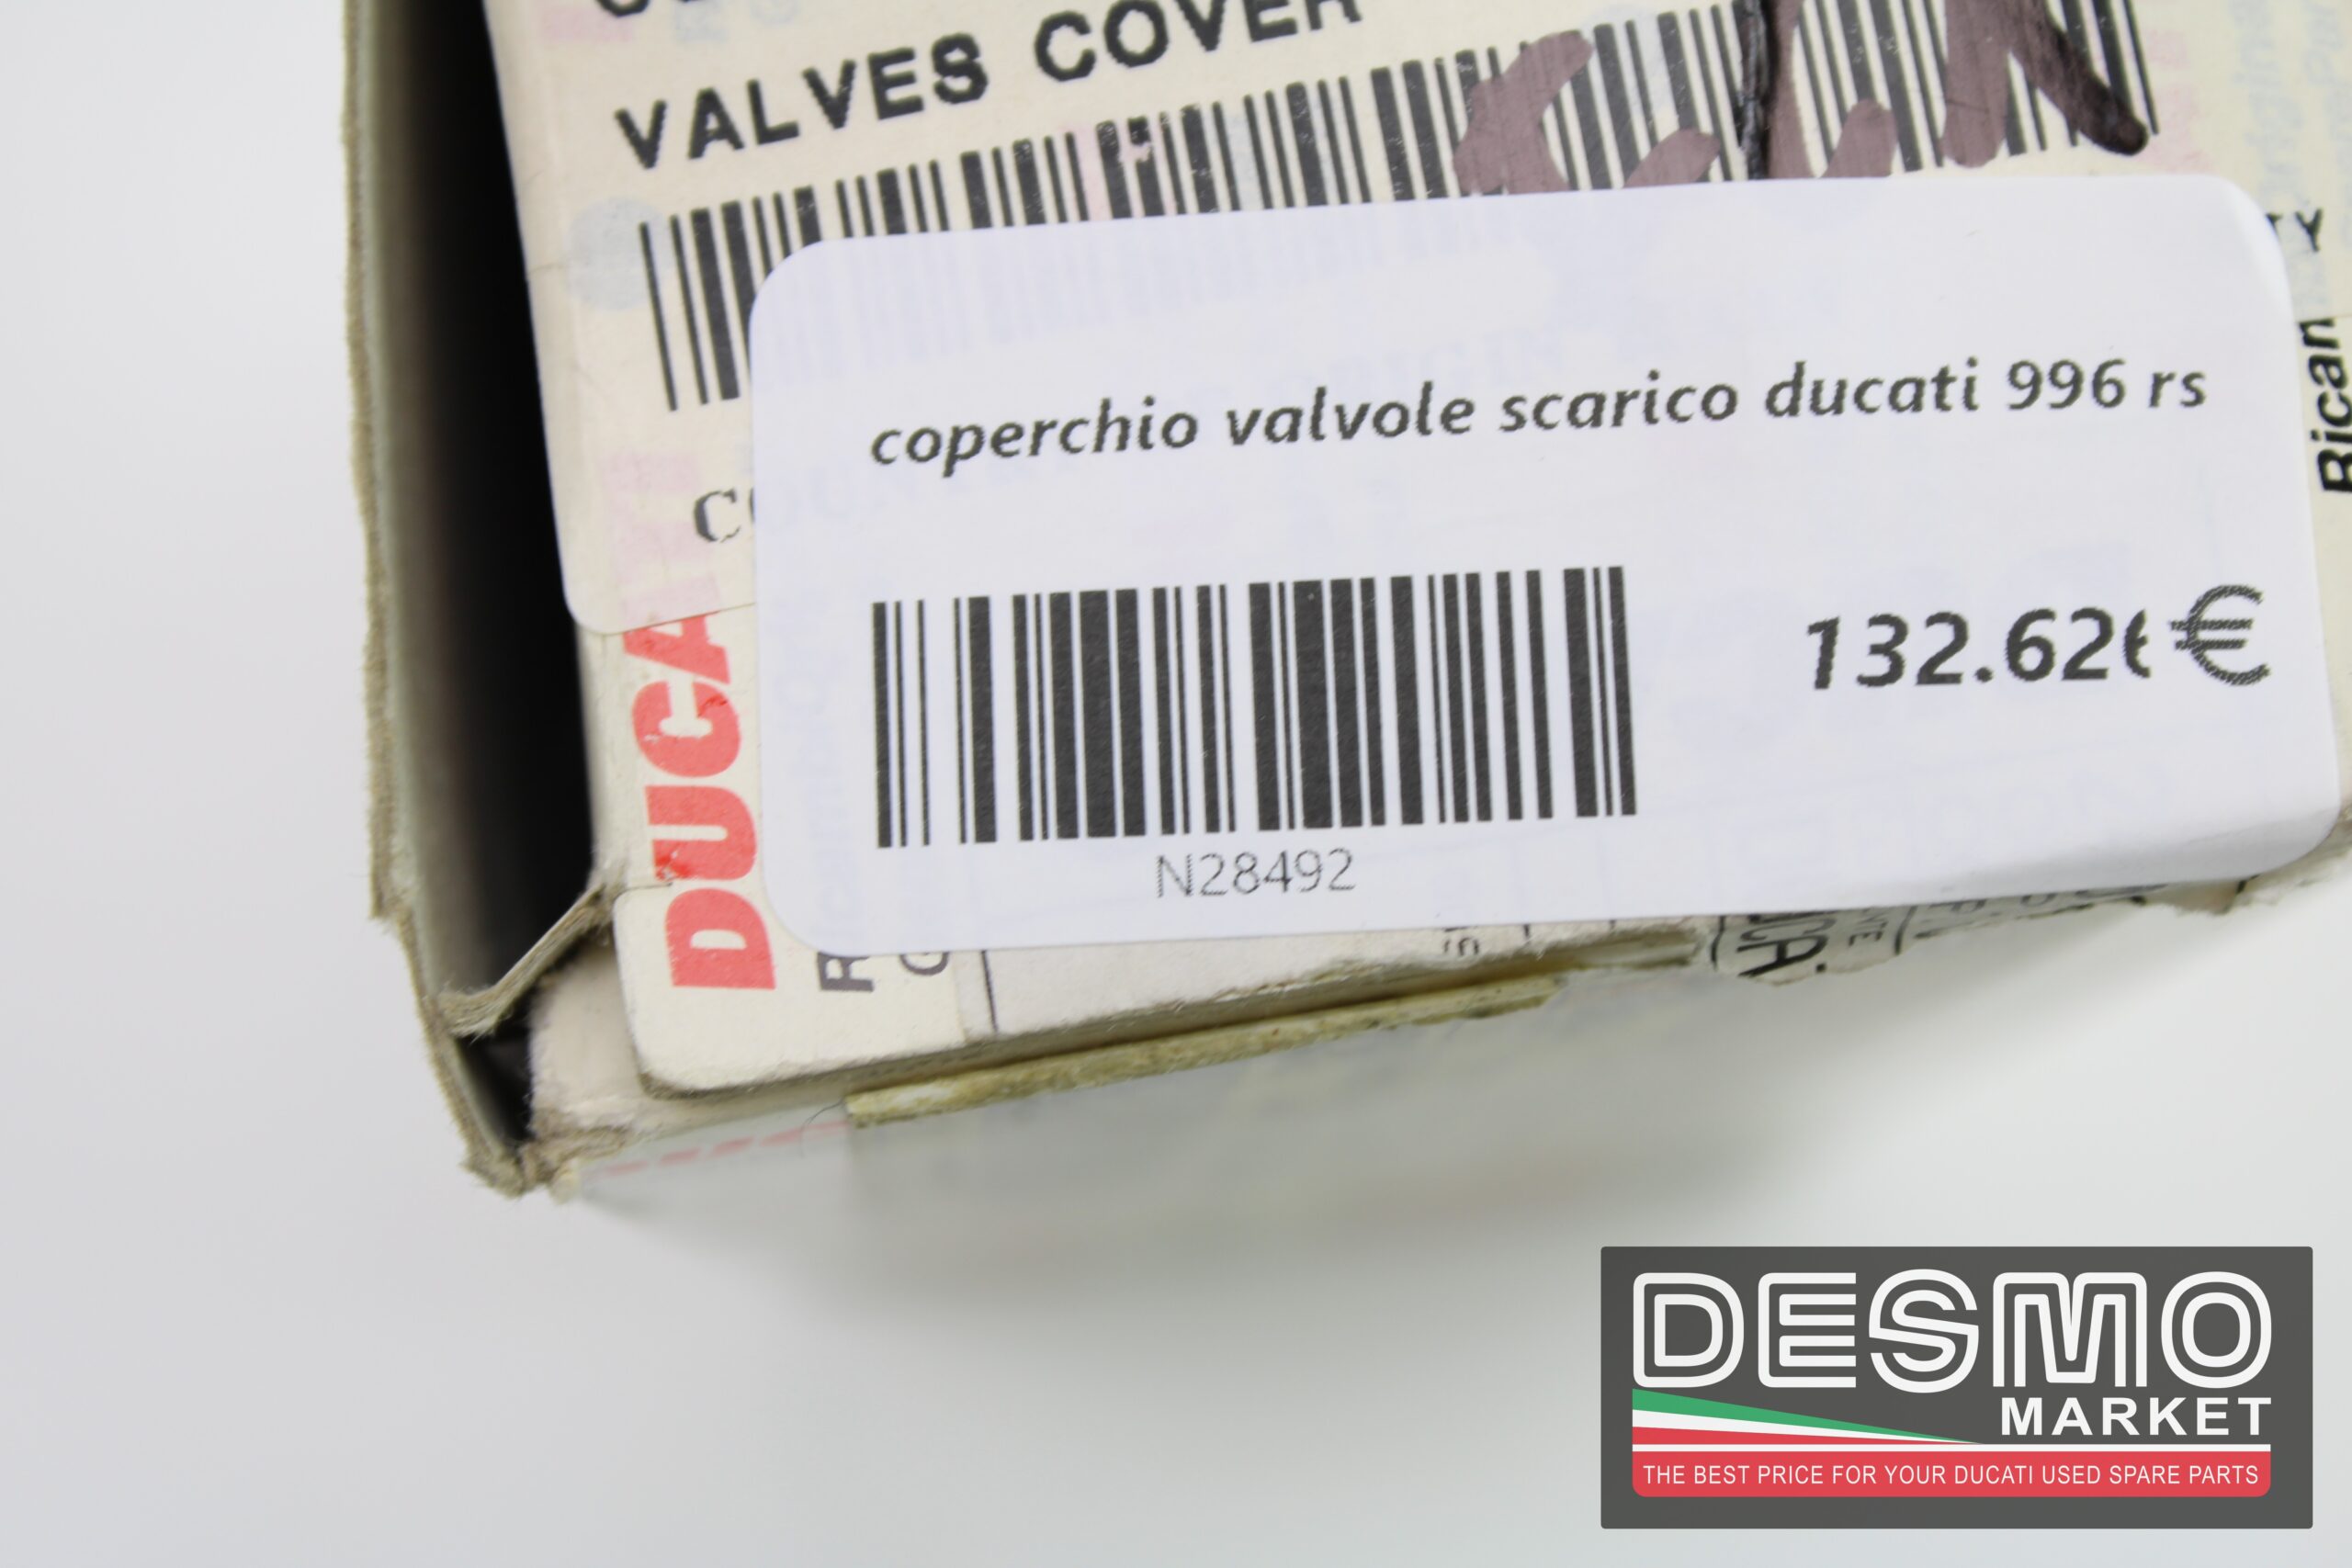 VALVES COVER
coperchio valvole scarico ducati 996 rs
132.626 €
N28492
DUCA
Rican
DESMO
MARKET
THE BEST PRICE FOR YOUR DUCATI USED SPARE PARTS